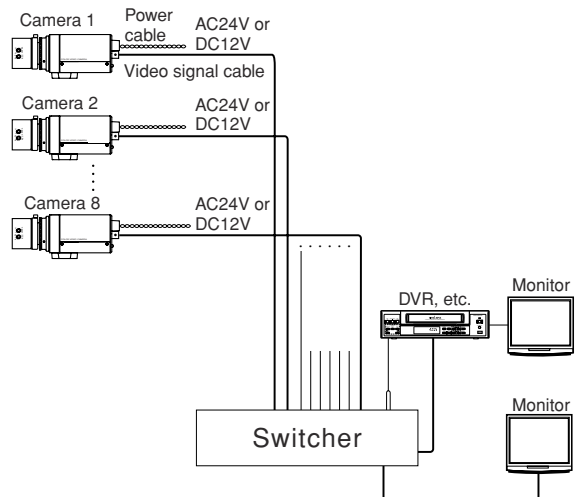 Camera 1
Power
cable
AC24V or
DC12V
Video signal cable
Camera 2
AC24V or
DC12V
Camera 8
AC24V or
DC12V
DVR, etc.
Monitor
Monitor
Switcher